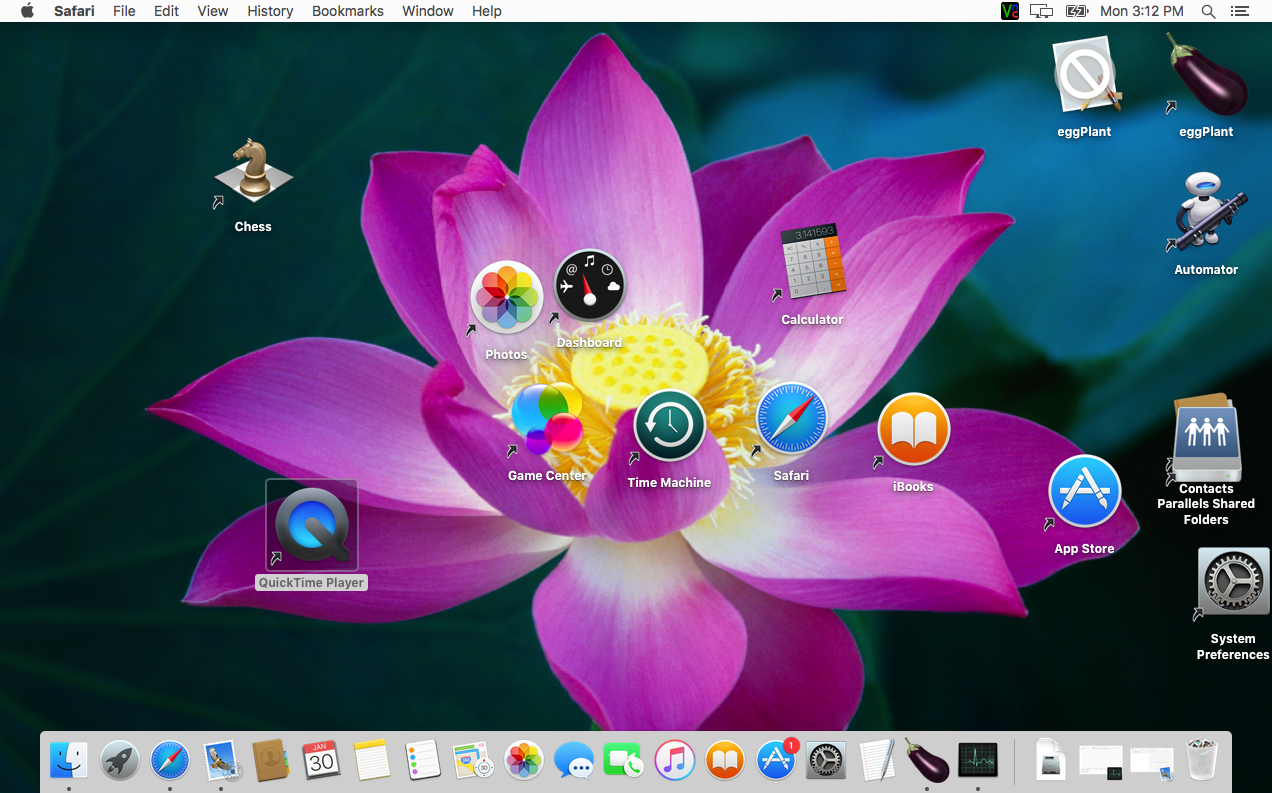 Safari File Edit View History Bookmarks Window Help Mon 3:12 PM
eggPlant
eggPlant
Chess
Automator
3.141593
Calculator
Dashboard
Photos
Game Center
Time Machine
Safari
iBooks
Contacts
Parallels Shared
Folders
App Store
QuickTime Player
System
Preferences
JAN
30
1